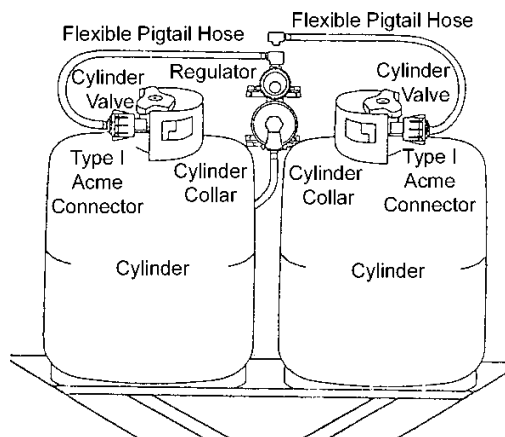 Flexible Pigtail Hose
Flexible Pigtail Hose
Cylinder
Valve
Regulator
Cylinder
Valve
Type I
Acme
Connector
Cylinder
Collar
Cylinder
Collar
Type I
Acme
Connector
Cylinder
Cylinder